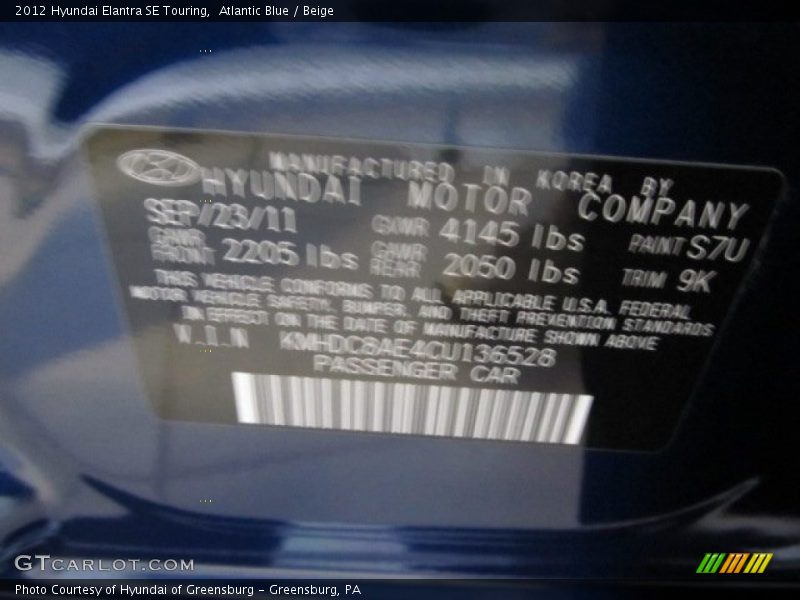 2012 Hyundai Elantra SE Touring,  Atlantic Blue / Beige
MANUFACTURED IN KOREA BY
HYUNDAI MOTOR COMPANY
SEP/23/11 GVWR 4145 lbs PAINT S7U
GAWR FRONT 2205 lbs GAWR REAR 2050 lbs TRIM 9K
THIS VEHICLE CONFORMS TO ALL APPLICABLE U.S.A. FEDERAL
MOTOR VEHICLE SAFETY, BUMPER, AND THEFT PREVENTION STANDARDS
IN EFFECT ON THE DATE OF MANUFACTURE SHOWN ABOVE
V.I.N KMHDC8AE4CU136528
PASSENGER CAR
GTCARLOT.COM
Photo Courtesy of Hyundai of Greensburg - Greensburg, PA